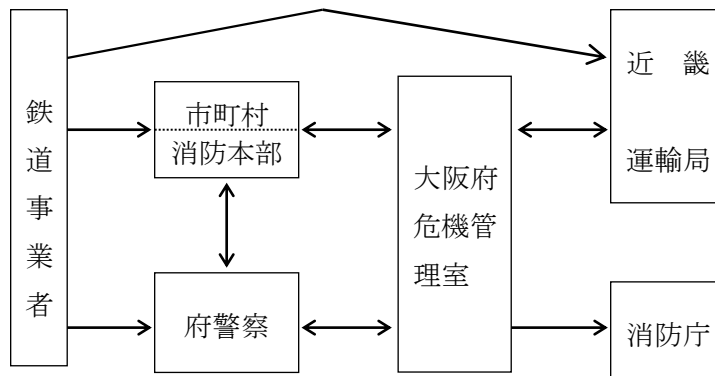 鉄道事業者
市町村
消防本部
府警察
大阪府
危機管
理室
近　畿
運輸局
消防庁